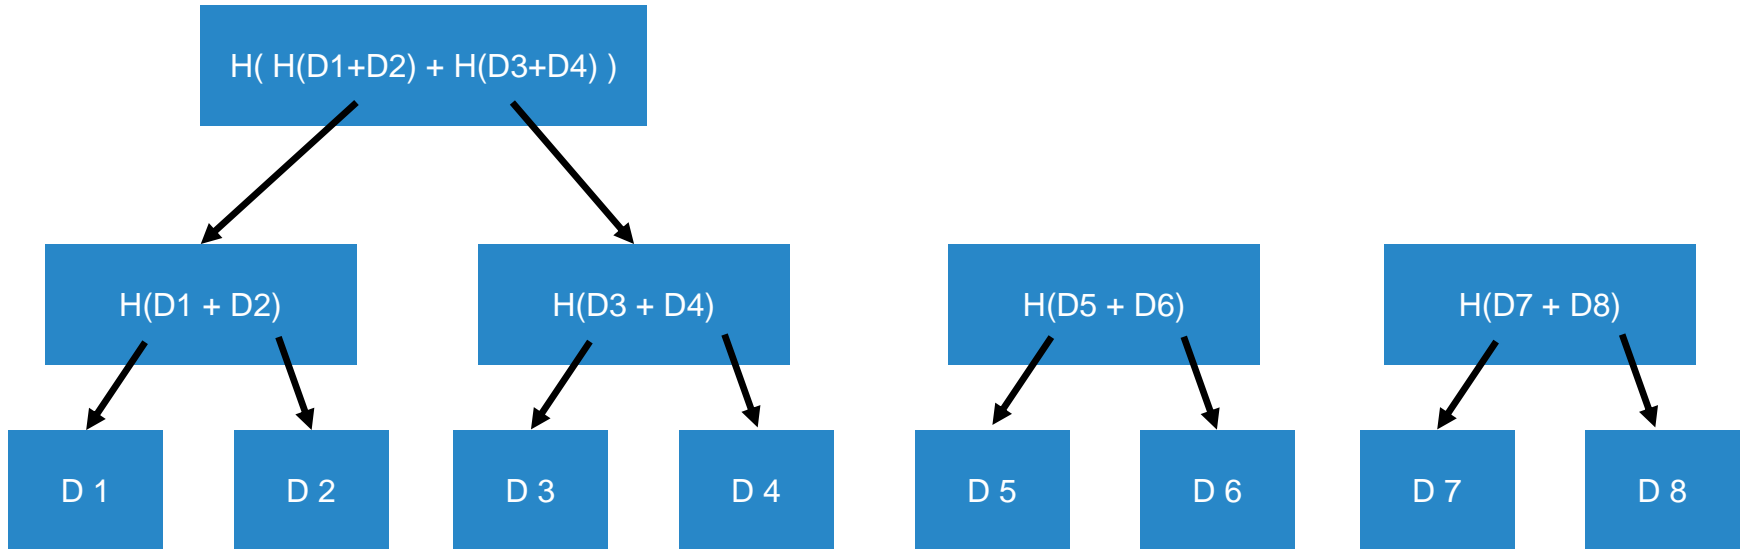 H( H(D1+D2) + H(D3+D4) )
H(D1 + D2)
H(D3 + D4)
H(D5 + D6)
H(D7 + D8)
D 1
D 2
D 3
D 4
D 5
D 6
D 7
D 8